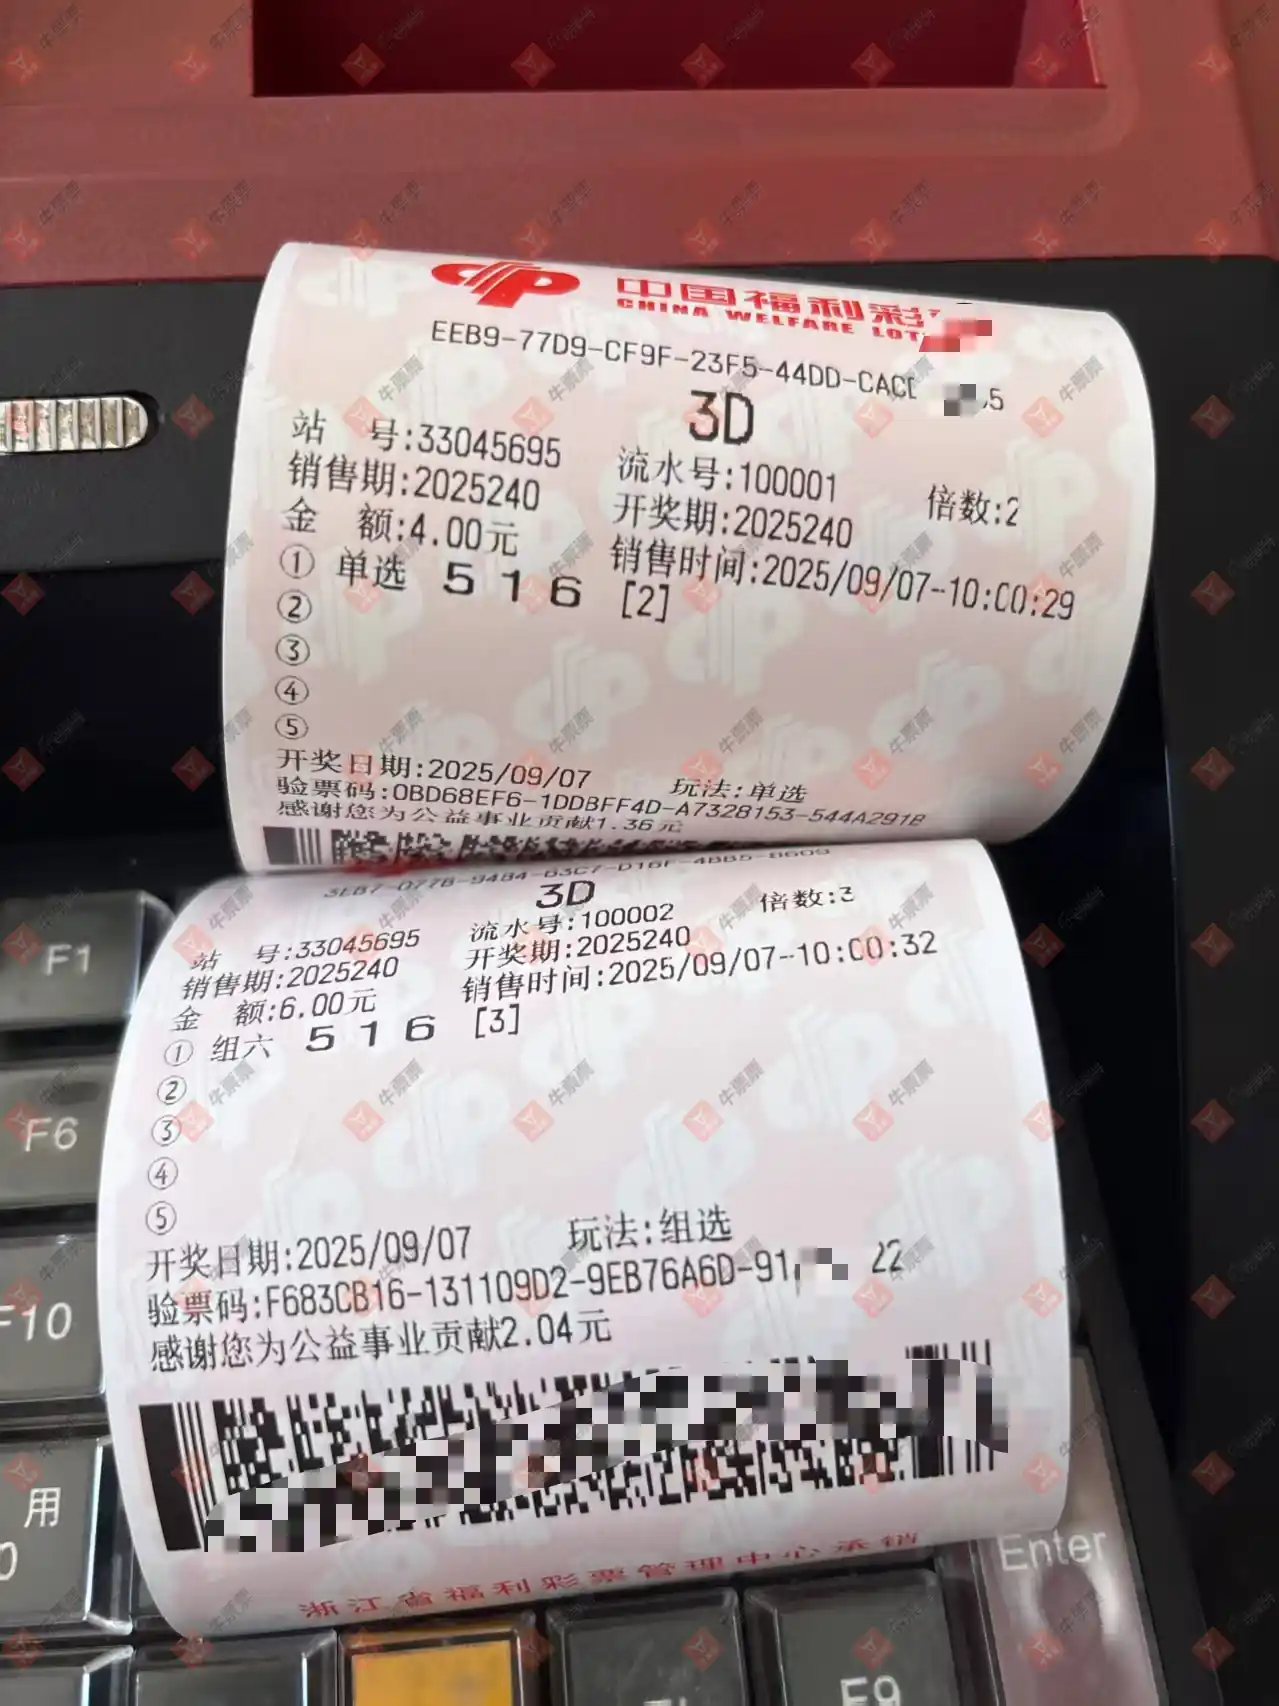 中国福利彩
CHINA WELFARE LOT
EEB9-77D9-CF9F-23F5-44DD-CAC
3D
站 号:33045695 流水号:100001 倍数:2
销售期:2025240 开奖期:2025240
金 额:4.00元 销售时间:2025/09/07-10:00:29
① 单选 5 1 6 [2]
②
③
④
⑤
开奖日期:2025/09/07 玩法:单选
验票码:0BD68EF6-1DDBFF4D-A7328153-544A291B
感谢您为公益事业贡献1.36元
3D
站 号:33045695 流水号:100002 倍数:3
销售期:2025240 开奖期:2025240
金 额:6.00元 销售时间:2025/09/07-10:00:32
① 组六 5 1 6 [3]
②
③
④
⑤
开奖日期:2025/09/07 玩法:组选
验票码:F683CB16-131109D2-9EB76A6D-91 22
感谢您为公益事业贡献2.04元
浙江省福利彩票管理中心承销
F1
F6
F10
用
0
Enter
F9
牛票票